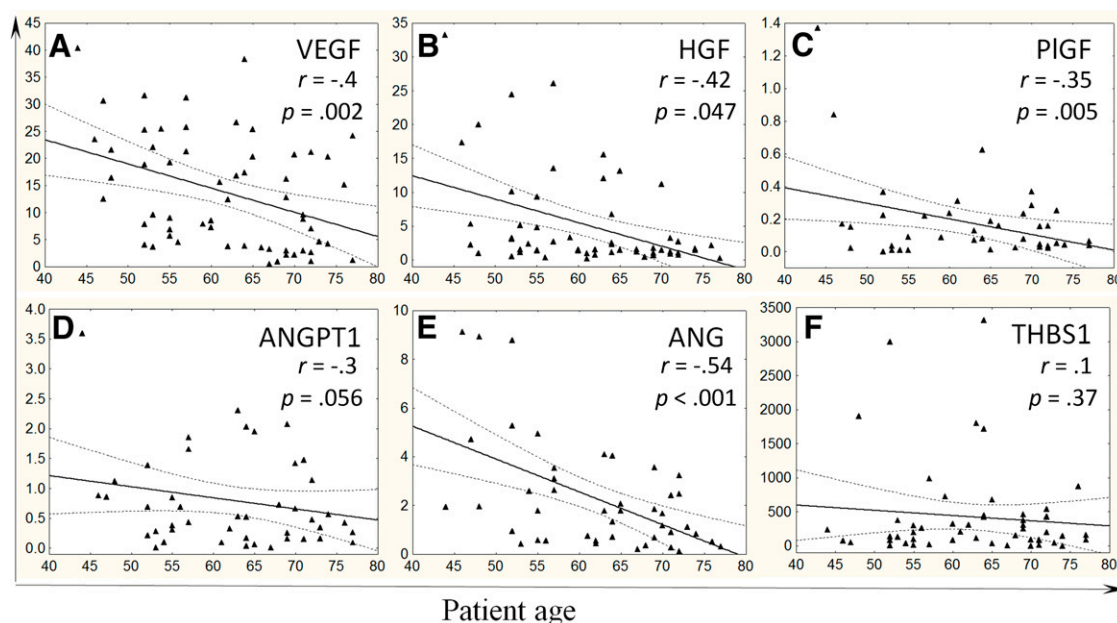 A
VEGF
r = -.4
p = .002
45
40
35
30
25
20
15
10
5
0
40 45 50 55 60 65 70 75 80
B
HGF
r = -.42
p = .047
35
30
25
20
15
10
5
0
40 45 50 55 60 65 70 75 80
C
PlGF
r = -.35
p = .005
1.4
1.2
1.0
0.8
0.6
0.4
0.2
0.0
40 45 50 55 60 65 70 75 80
D
ANGPT1
r = -.3
p = .056
4.0
3.5
3.0
2.5
2.0
1.5
1.0
0.5
0.0
40 45 50 55 60 65 70 75 80
E
ANG
r = -.54
p < .001
10
8
6
4
2
0
40 45 50 55 60 65 70 75 80
F
THBS1
r = .1
p = .37
3500
3000
2500
2000
1500
1000
500
0
40 45 50 55 60 65 70 75 80
Patient age